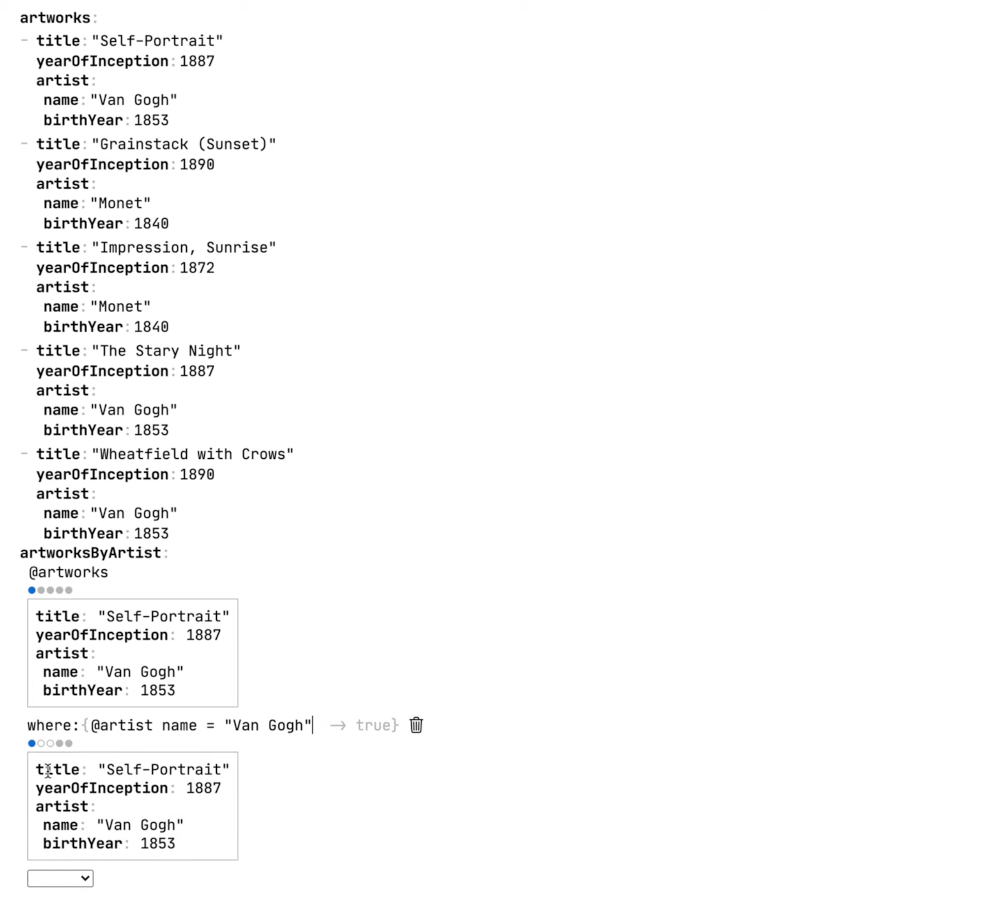 artworks:
- title: "Self-Portrait"
yearOfInception: 1887
artist:
name: "Van Gogh"
birthYear: 1853
- title: "Grainstack (Sunset)"
yearOfInception: 1890
artist:
name: "Monet"
birthYear: 1840
- title: "Impression, Sunrise"
yearOfInception: 1872
artist:
name: "Monet"
birthYear: 1840
- title: "The Stary Night"
yearOfInception: 1887
artist:
name: "Van Gogh"
birthYear: 1853
- title: "Wheatfield with Crows"
yearOfInception: 1890
artist:
name: "Van Gogh"
birthYear: 1853
artworksByArtist:
@artworks
title: "Self-Portrait"
yearOfInception: 1887
artist:
name: "Van Gogh"
birthYear: 1853
where: {@artist name = "Van Gogh" → true}
title: "Self-Portrait"
yearOfInception: 1887
artist:
name: "Van Gogh"
birthYear: 1853